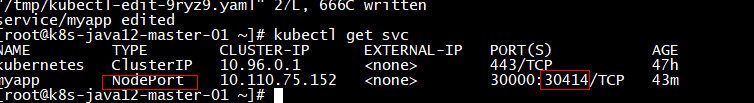 "/tmp/kubectl-edit-9ryz9.yaml" 27L, 666C written
service/myapp edited
[root@k8s-java12-master-01 ~]# kubectl get svc
NAME TYPE CLUSTER-IP EXTERNAL-IP PORT(S) AGE
kubernetes ClusterIP 10.96.0.1 <none> 443/TCP 47h
myapp NodePort 10.110.75.152 <none> 30000:30414/TCP 43m
[root@k8s-java12-master-01 ~]#